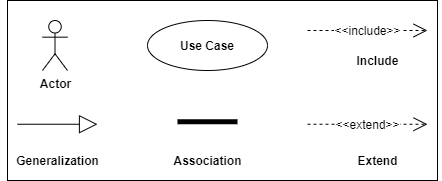 Actor
Use Case
<<include>>
Include
Generalization
Association
<<extend>>
Extend